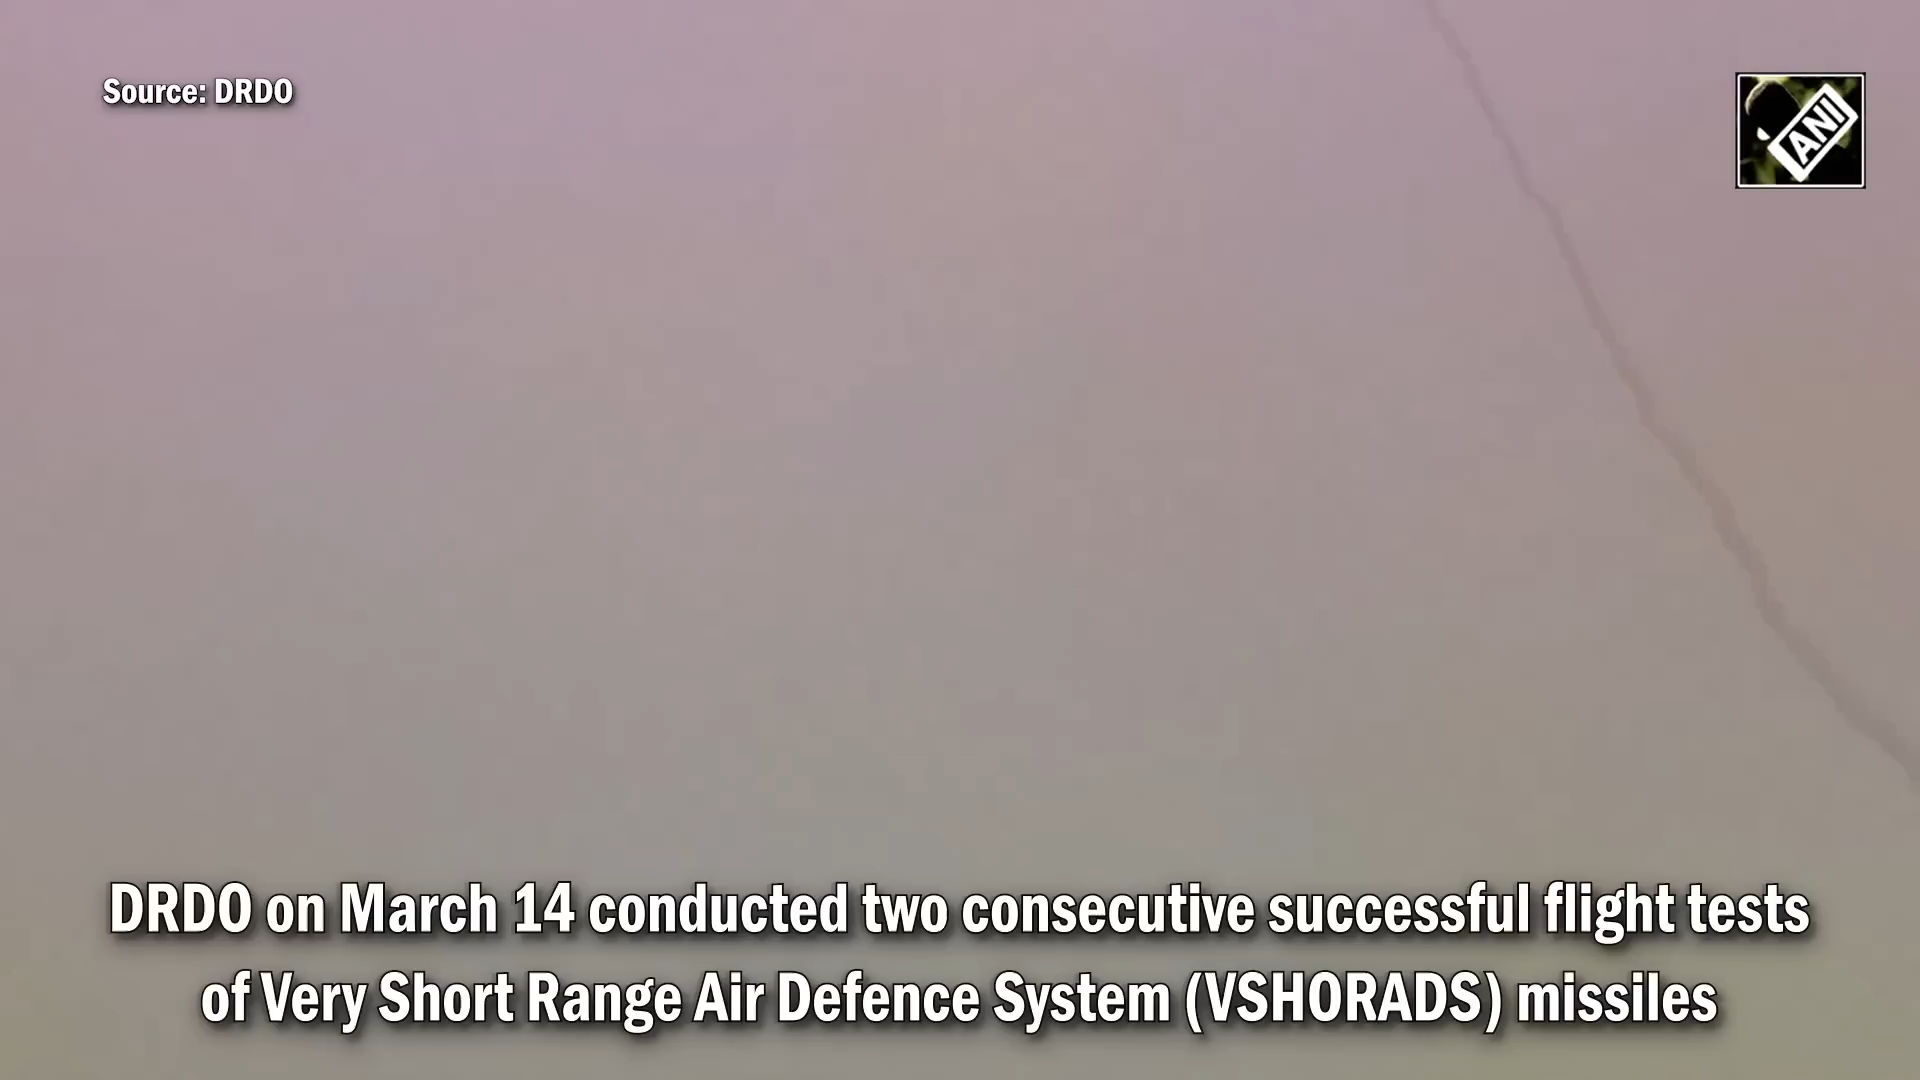 Source: DRDO
ANI
DRDO on March 14 conducted two consecutive successful flight tests
of Very Short Range Air Defence System (VSHORADS) missiles